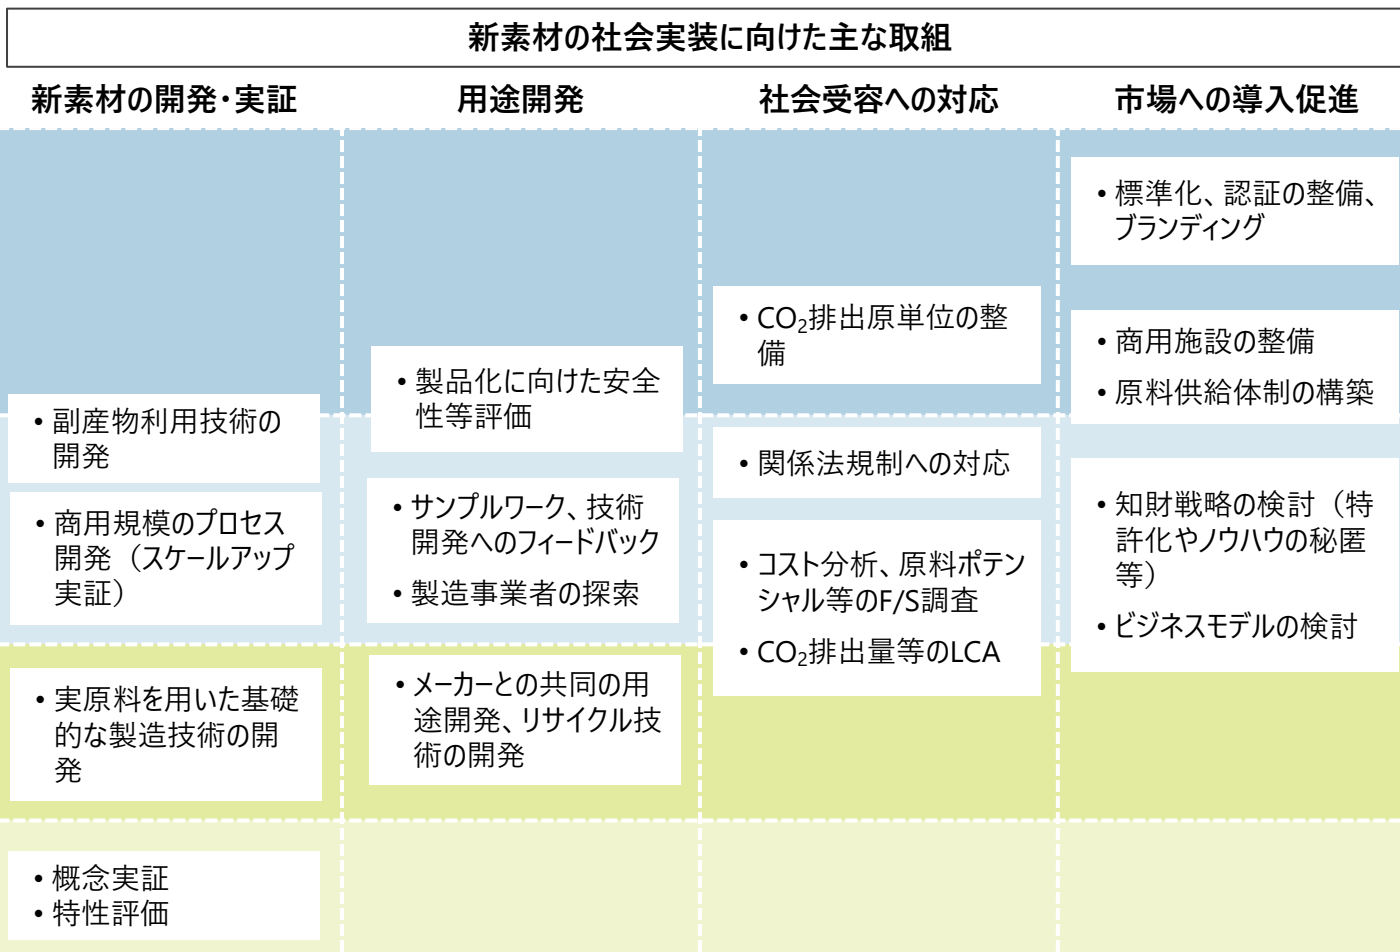 新素材の社会実装に向けた主な取組
新素材の開発・実証
用途開発
社会受容への対応
市場への導入促進
• 副産物利用技術の
開発
• 商用規模のプロセス
開発（スケールアップ
実証）
• 実原料を用いた基礎
的な製造技術の開
発
• 概念実証
• 特性評価
• 製品化に向けた安全
性等評価
• サンプルワーク、技術
開発へのフィードバック
• 製造事業者の探索
• メーカーとの共同の用
途開発、リサイクル技
術の開発
• CO₂排出原単位の整
備
• 関係法規制への対応
• コスト分析、原料ポテン
シャル等のF/S調査
• CO₂排出量等のLCA
• 標準化、認証の整備、
ブランディング
• 商用施設の整備
• 原料供給体制の構築
• 知財戦略の検討（特
許化やノウハウの秘匿
等）
• ビジネスモデルの検討